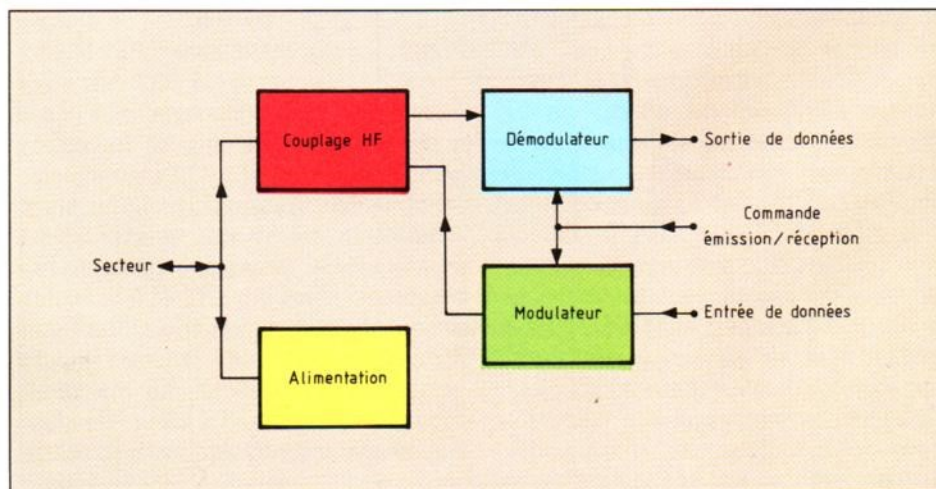 Couplage HF
Démodulateur
Sortie de données
Commande
émission/réception
Secteur
Modulateur
Entrée de données
Alimentation